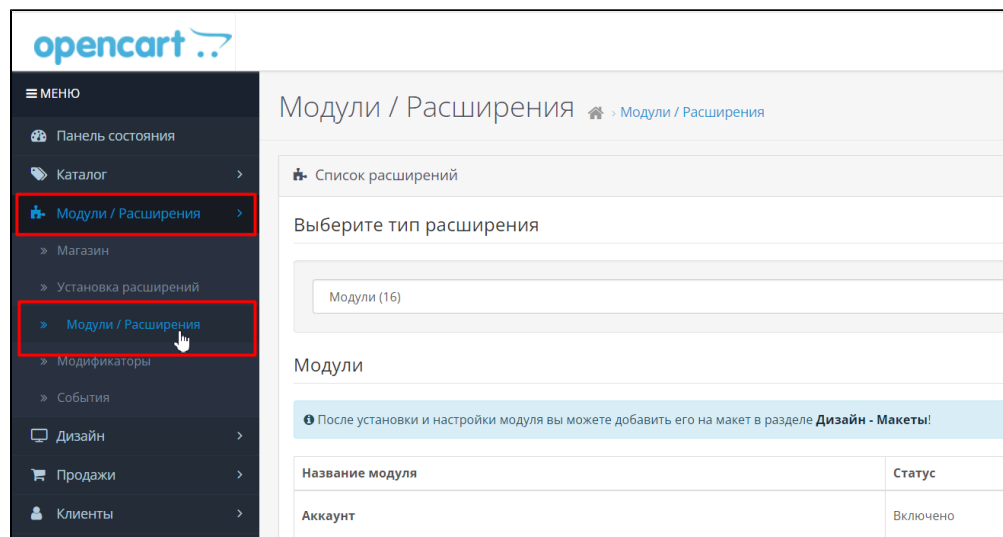 opencart
МЕНЮ
Модули / Расширения
Модули / Расширения
Панель состояния
Каталог
Список расширений
Модули / Расширения
Выберите тип расширения
Магазин
Установка расширений
Модули (16)
Модули / Расширения
Модификаторы
Модули
События
После установки и настройки модуля вы можете добавить его на макет в разделе Дизайн - Макеты!
Дизайн
Продажи
Название модуля Статус
Клиенты
Аккаунт Включено